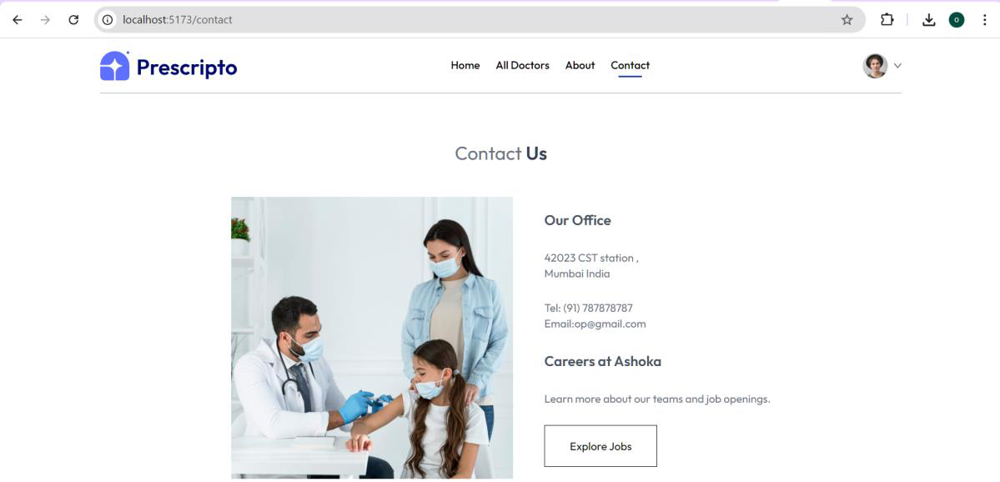 localhost:5173/contact
o
Prescripto
Home All Doctors About Contact
Contact Us
Our Office
42023 CST station ,
Mumbai India
Tel: (91) 787878787
Email:op@gmail.com
Careers at Ashoka
Learn more about our teams and job openings.
Explore Jobs